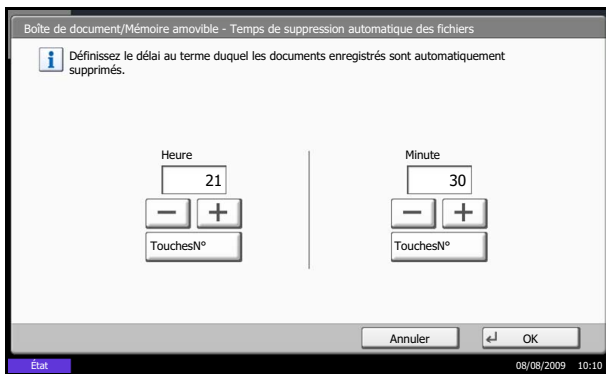 Boîte de document/Mémoire amovible - Temps de suppression automatique des fichiers
Définissez le délai au terme duquel les documents enregistrés sont automatiquement
supprimés.
Heure
21
TouchesN°
Minute
30
TouchesN°
Annuler
OK
État
08/08/2009 10:10